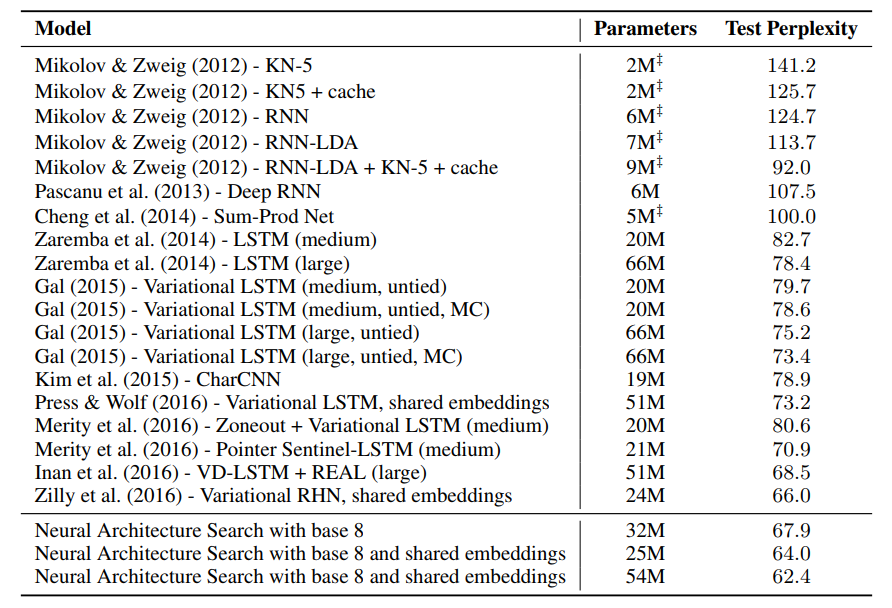 Model Parameters Test Perplexity
Mikolov & Zweig (2012) - KN-5 2M‡ 141.2
Mikolov & Zweig (2012) - KN5 + cache 2M‡ 125.7
Mikolov & Zweig (2012) - RNN 6M‡ 124.7
Mikolov & Zweig (2012) - RNN-LDA 7M‡ 113.7
Mikolov & Zweig (2012) - RNN-LDA + KN-5 + cache 9M‡ 92.0
Pascanu et al. (2013) - Deep RNN 6M 107.5
Cheng et al. (2014) - Sum-Prod Net 5M‡ 100.0
Zaremba et al. (2014) - LSTM (medium) 20M 82.7
Zaremba et al. (2014) - LSTM (large) 66M 78.4
Gal (2015) - Variational LSTM (medium, untied) 20M 79.7
Gal (2015) - Variational LSTM (medium, untied, MC) 20M 78.6
Gal (2015) - Variational LSTM (large, untied) 66M 75.2
Gal (2015) - Variational LSTM (large, untied, MC) 66M 73.4
Kim et al. (2015) - CharCNN 19M 78.9
Press & Wolf (2016) - Variational LSTM, shared embeddings 51M 73.2
Merity et al. (2016) - Zoneout + Variational LSTM (medium) 20M 80.6
Merity et al. (2016) - Pointer Sentinel-LSTM (medium) 21M 70.9
Inan et al. (2016) - VD-LSTM + REAL (large) 51M 68.5
Zilly et al. (2016) - Variational RHN, shared embeddings 24M 66.0
Neural Architecture Search with base 8 32M 67.9
Neural Architecture Search with base 8 and shared embeddings 25M 64.0
Neural Architecture Search with base 8 and shared embeddings 54M 62.4